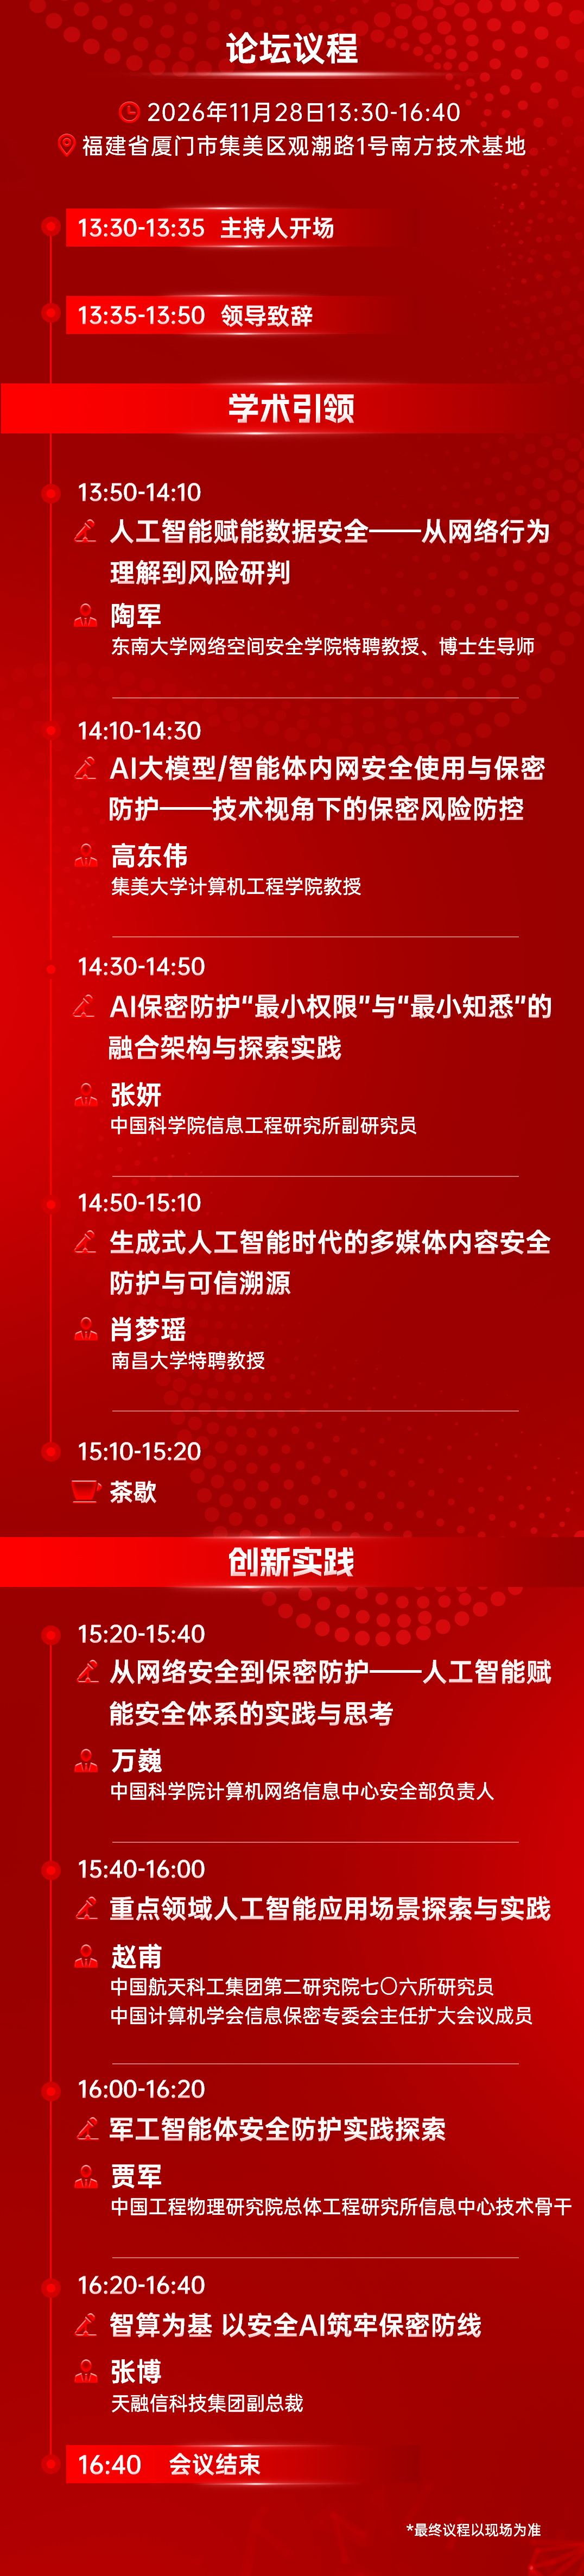 论坛议程
2026年11月28日13:30-16:40
福建省厦门市集美区观潮路1号南方技术基地
13:30-13:35 主持人开场
13:35-13:50 领导致辞
学术引领
13:50-14:10
人工智能赋能数据安全——从网络行为
理解到风险研判
陶军
东南大学网络空间安全学院特聘教授、博士生导师
14:10-14:30
AI大模型/智能体内网安全使用与保密
防护——技术视角下的保密风险防控
高东伟
集美大学计算机工程学院教授
14:30-14:50
AI保密防护“最小权限”与“最小知悉”的
融合架构与探索实践
张妍
中国科学院信息工程研究所副研究员
14:50-15:10
生成式人工智能时代的多媒体内容安全
防护与可信溯源
肖梦瑶
南昌大学特聘教授
15:10-15:20
茶歇
创新实践
15:20-15:40
从网络安全到保密防护——人工智能赋
能安全体系的实践与思考
万巍
中国科学院计算机网络信息中心安全部负责人
15:40-16:00
重点领域人工智能应用场景探索与实践
赵甫
中国航天科工集团第二研究院七〇六所研究员
中国计算机学会信息保密专委会主任扩大会议成员
16:00-16:20
军工智能体安全防护实践探索
贾军
中国工程物理研究院总体工程研究所信息中心技术骨干
16:20-16:40
智算为基 以安全AI筑牢保密防线
张博
天融信科技集团副总裁
16:40 会议结束
*最终议程以现场为准